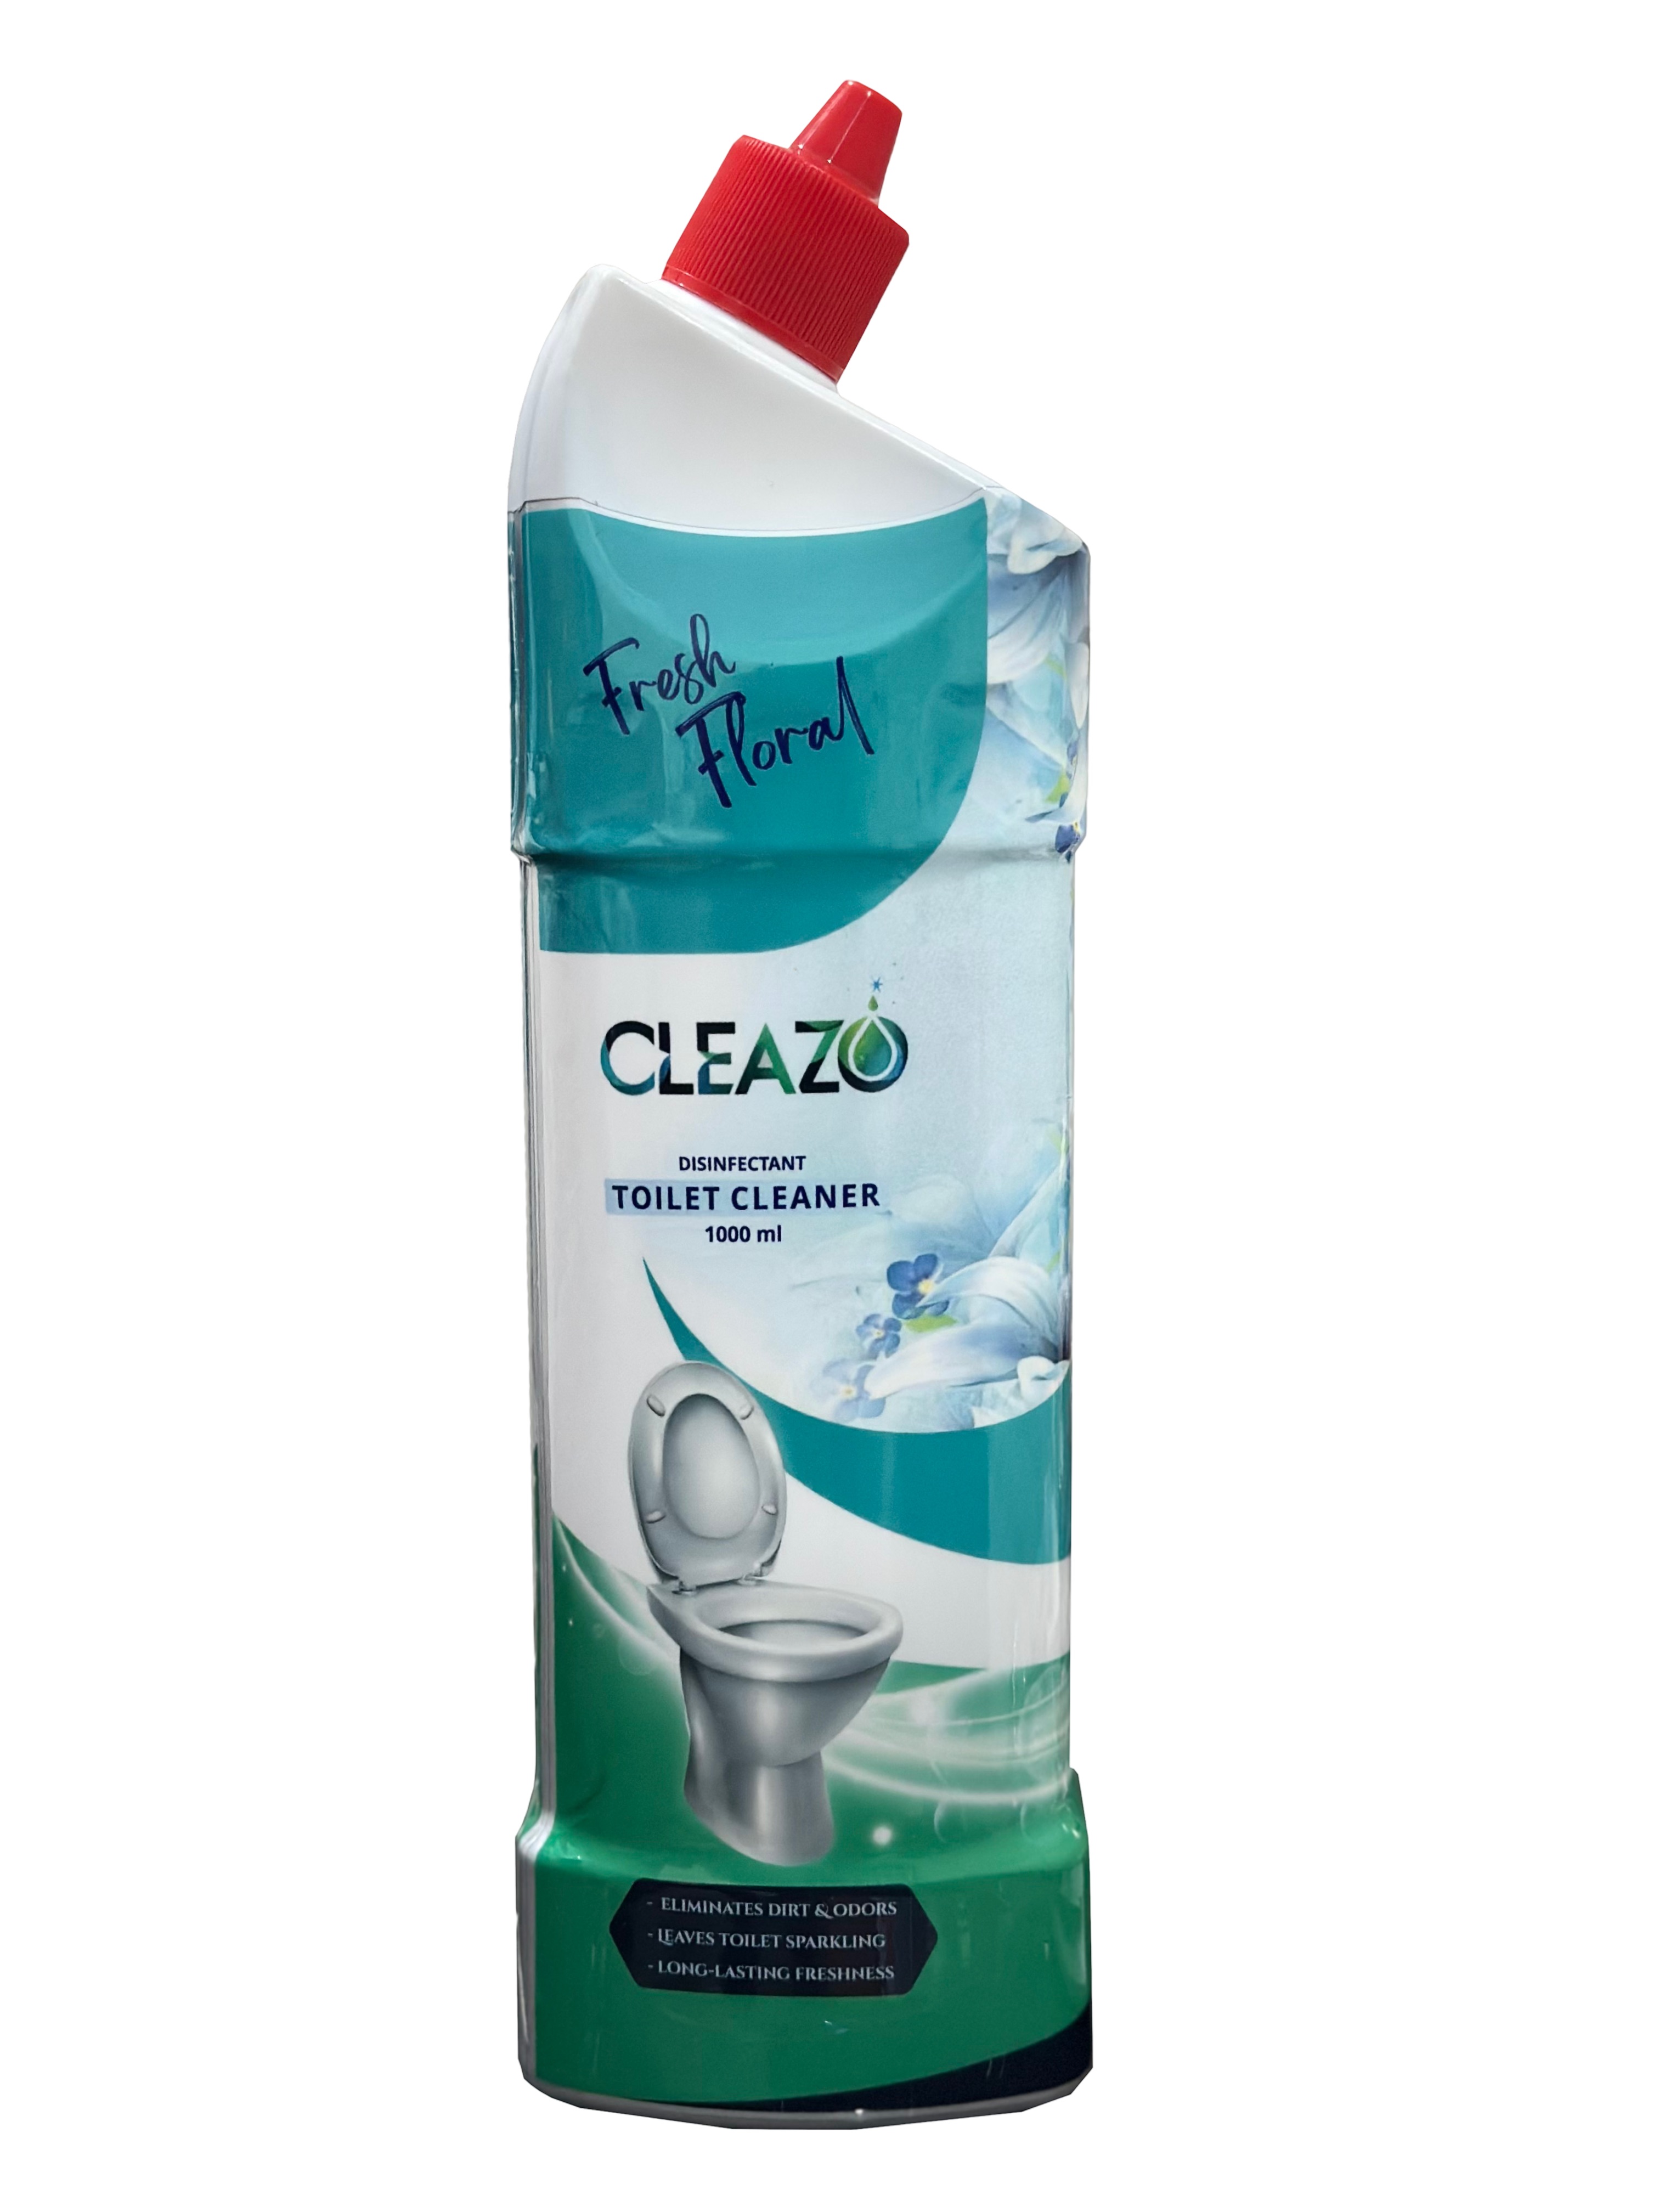 Fresh
Floral
CLEAZO
DISINFECTANT
TOILET CLEANER
1000 ml
- ELIMINATES DIRT & ODORS
- LEAVES TOILET SPARKLING
- LONG-LASTING FRESHNESS